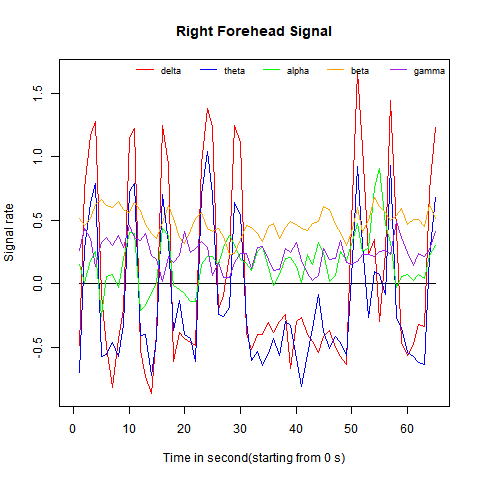 Right Forehead Signal
delta theta alpha beta gamma
1.5
1.0
0.5
0.0
-0.5
Signal rate
0 10 20 30 40 50 60
Time in second(starting from 0 s)